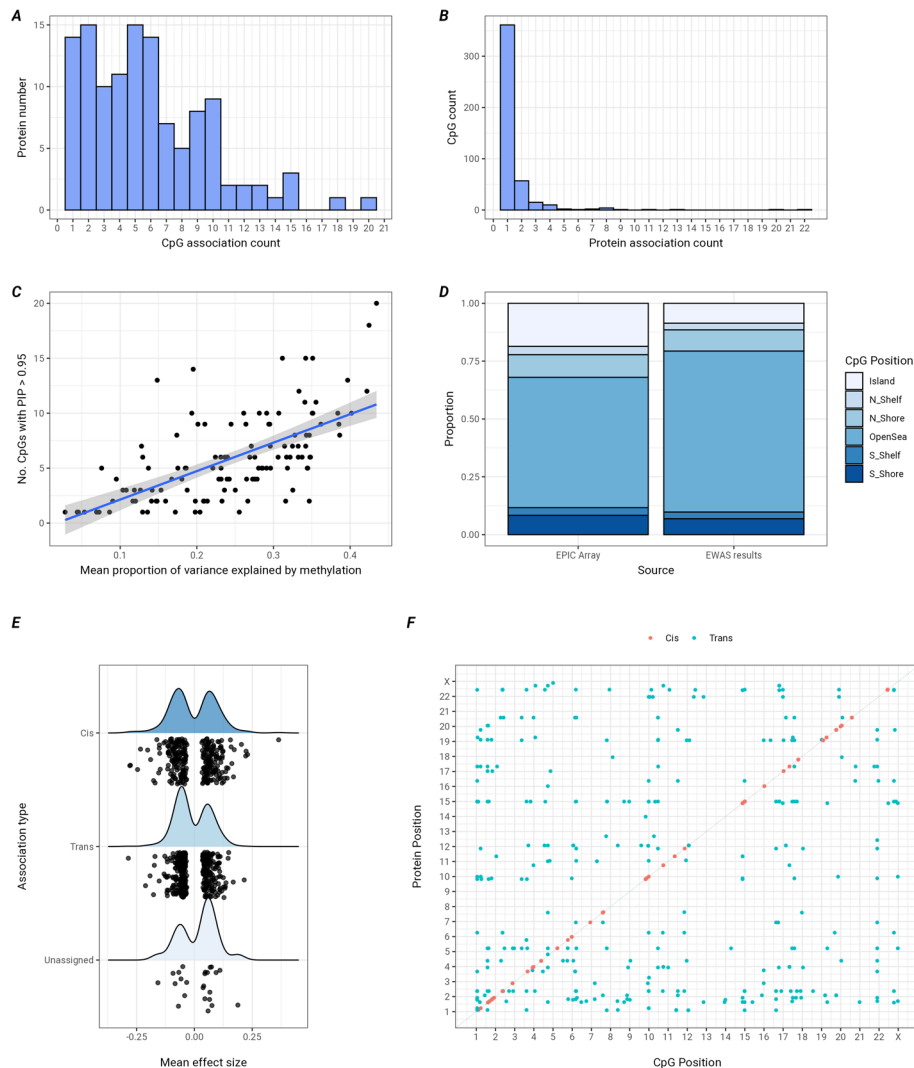 A
15
10
5
0
Protein number
0 1 2 3 4 5 6 7 8 9 10 11 12 13 14 15 16 17 18 19 20 21
CpG association count
B
300
200
100
0
CpG count
0 1 2 3 4 5 6 7 8 9 10 11 12 13 14 15 16 17 18 19 20 21 22
Protein association count
C
20
15
10
5
0
No. CpGs with PIP > 0.95
0.1 0.2 0.3 0.4
Mean proportion of variance explained by methylation
D
1.00
0.75
0.50
0.25
0.00
Proportion
EPIC Array EWAS results
Source
CpG Position
Island
N_Shelf
N_Shore
OpenSea
S_Shelf
S_Shore
E
Cis
Trans
Unassigned
Association type
-0.25 0.00 0.25
Mean effect size
F
Cis Trans
X
22
21
20
19
18
17
16
15
14
13
12
11
10
9
8
7
6
5
4
3
2
1
Protein Position
1 2 3 4 5 6 7 8 9 10 11 12 13 14 15 16 17 18 19 20 21 22 X
CpG Position